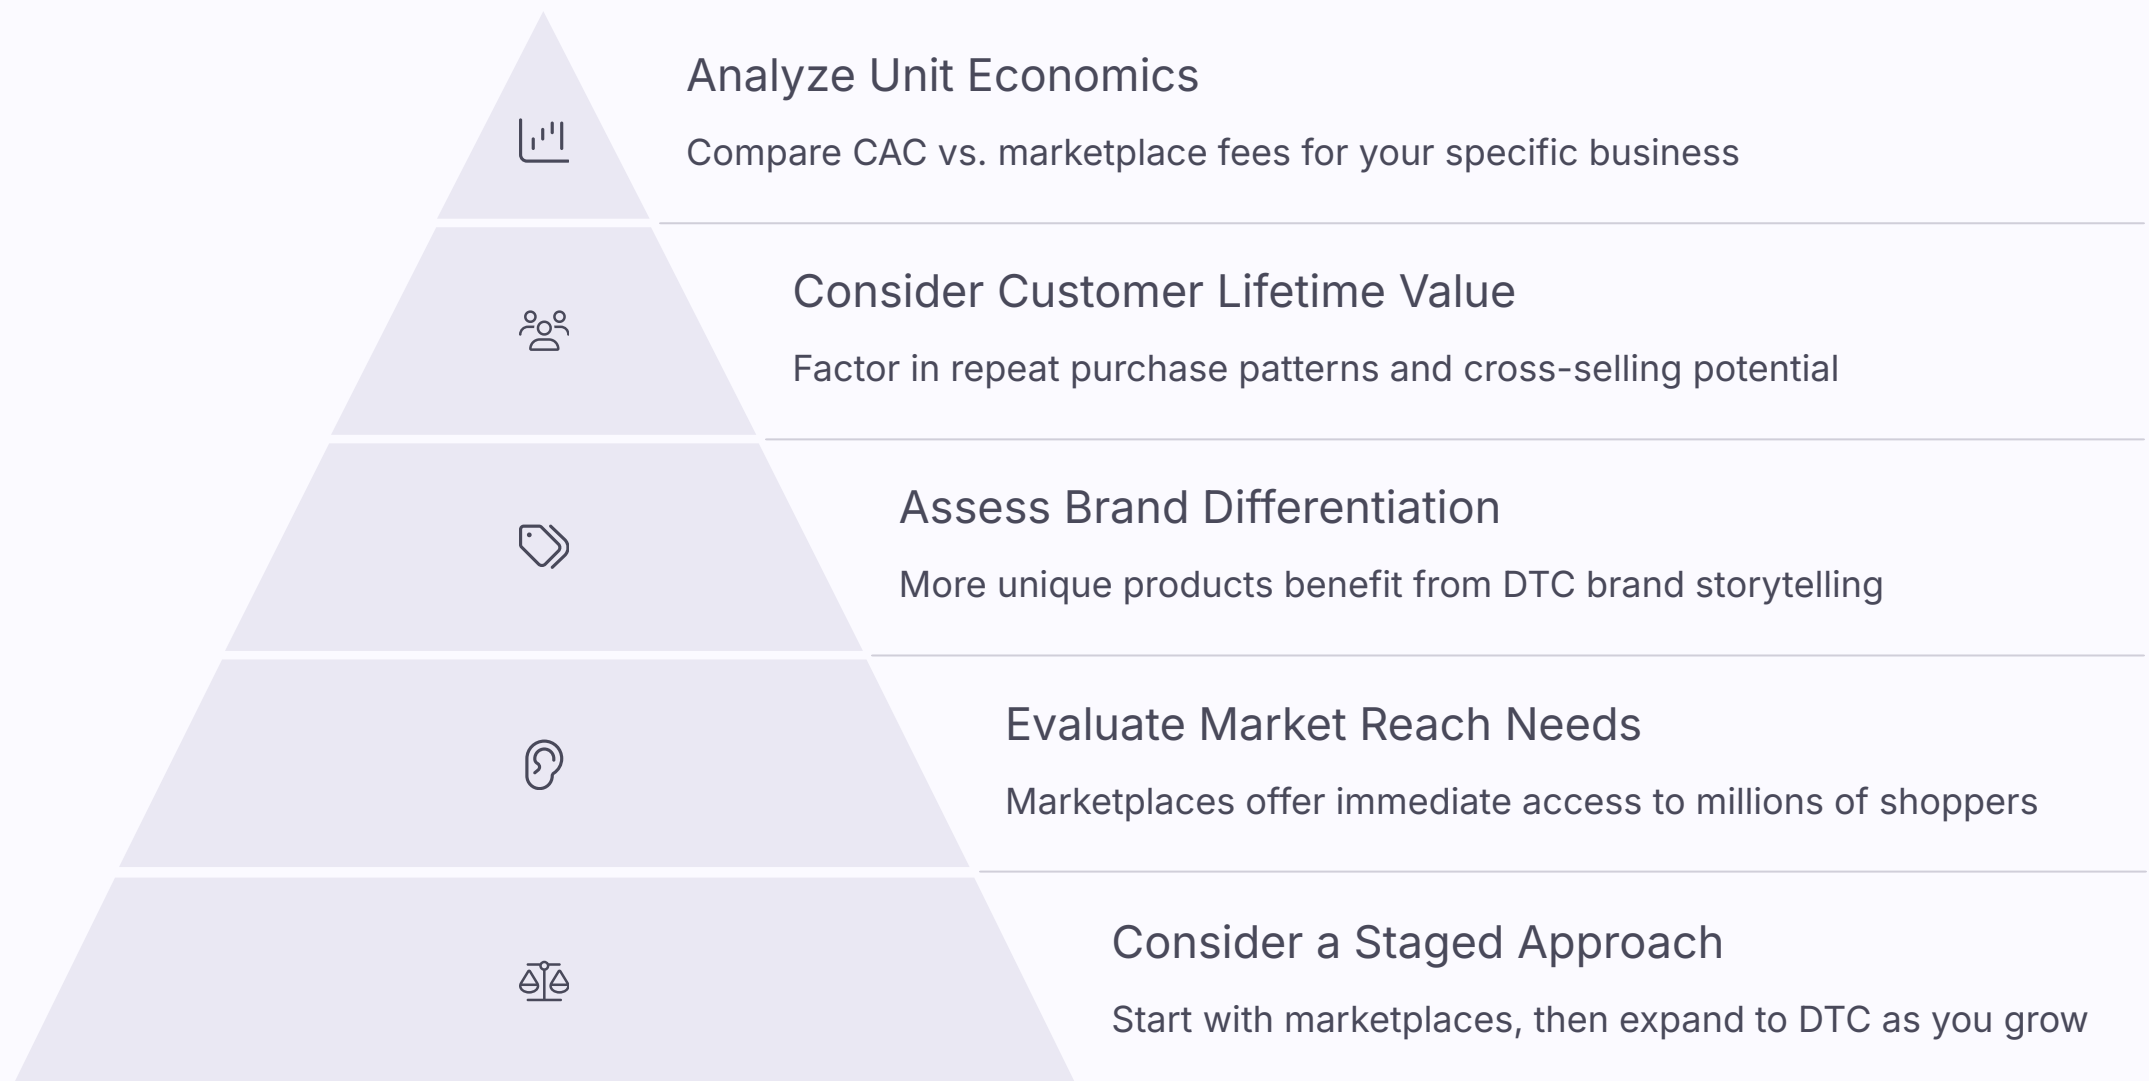 Analyze Unit Economics
Compare CAC vs. marketplace fees for your specific business
Consider Customer Lifetime Value
Factor in repeat purchase patterns and cross-selling potential
Assess Brand Differentiation
More unique products benefit from DTC brand storytelling
Evaluate Market Reach Needs
Marketplaces offer immediate access to millions of shoppers
Consider a Staged Approach
Start with marketplaces, then expand to DTC as you grow